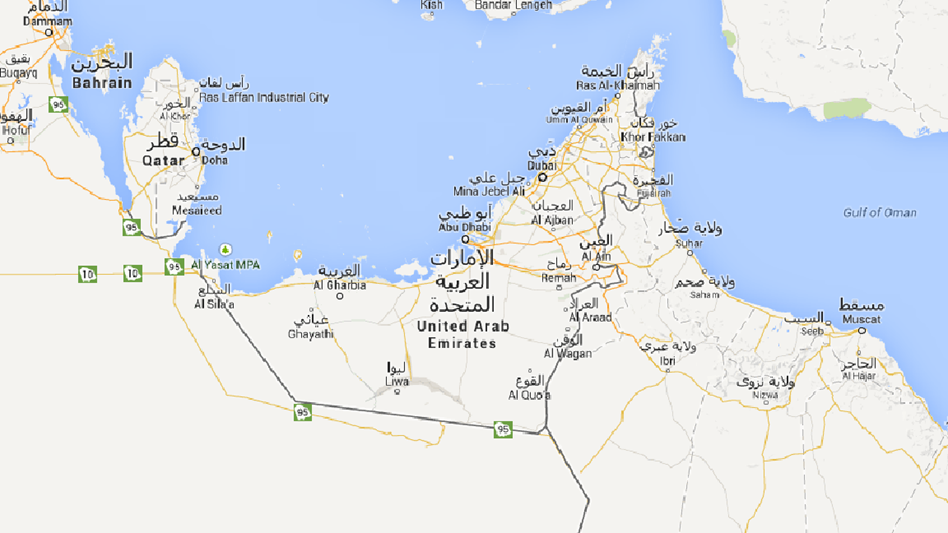 الدمام
Dammam
Kish
Bandar Lengeh
بقيق
Buqayq
البحرين
Bahrain
95
الهفوف
Hofuf
رأس لفان
Ras Laffan Industrial City
الخور
Al-Khor
قطر
Qatar
الدوحة
Doha
مسيعيد
Mesaieed
95
10
10
95
Al Yasat MPA
السلع
Al Sila'a
الغربية
Al Gharbia
غياثي
Ghayathi
ليوا
Liwa
95
95
رأس الخيمة
Ras Al-Khaimah
أم القيوين
Umm Al Quwain
خور فكان
Khor Fakkan
دبي
Dubai
جبل علي
Mina Jebel Ali
الفجيرة
Fujairah
أبو ظبي
Abu Dhabi
العجبان
Al Ajban
الإمارات
العربية
المتحدة
United Arab
Emirates
العين
Al Ain
رماح
Remah
العراد
Al Araad
الوقن
Al Wagan
القوع
Al Quo'a
Gulf of Oman
ولاية صحار
Suhar
ولاية صحم
Saham
السيب
Seeb
مسقط
Muscat
ولاية عبري
Ibri
ولاية نزوى
Nizwa
الحاجر
Al Hajar